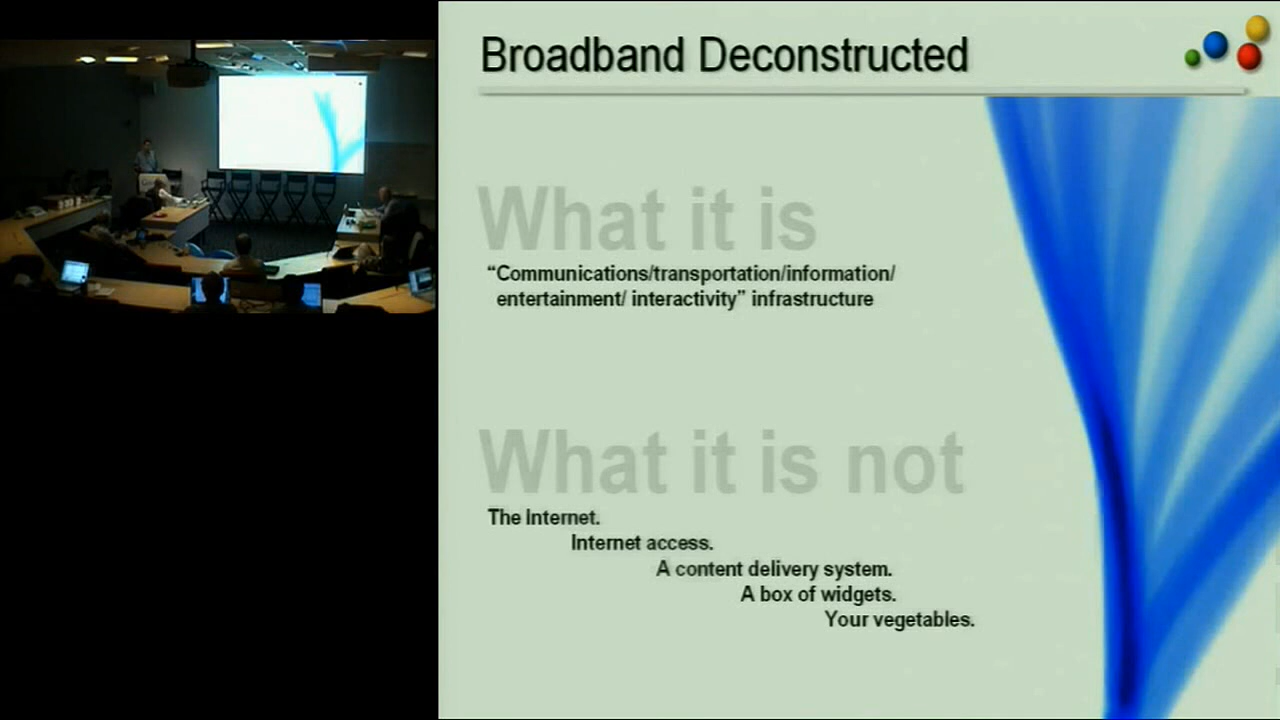 Broadband Deconstructed
What it is
“Communications/transportation/information/
entertainment/ interactivity” infrastructure
What it is not
The Internet.
Internet access.
A content delivery system.
A box of widgets.
Your vegetables.